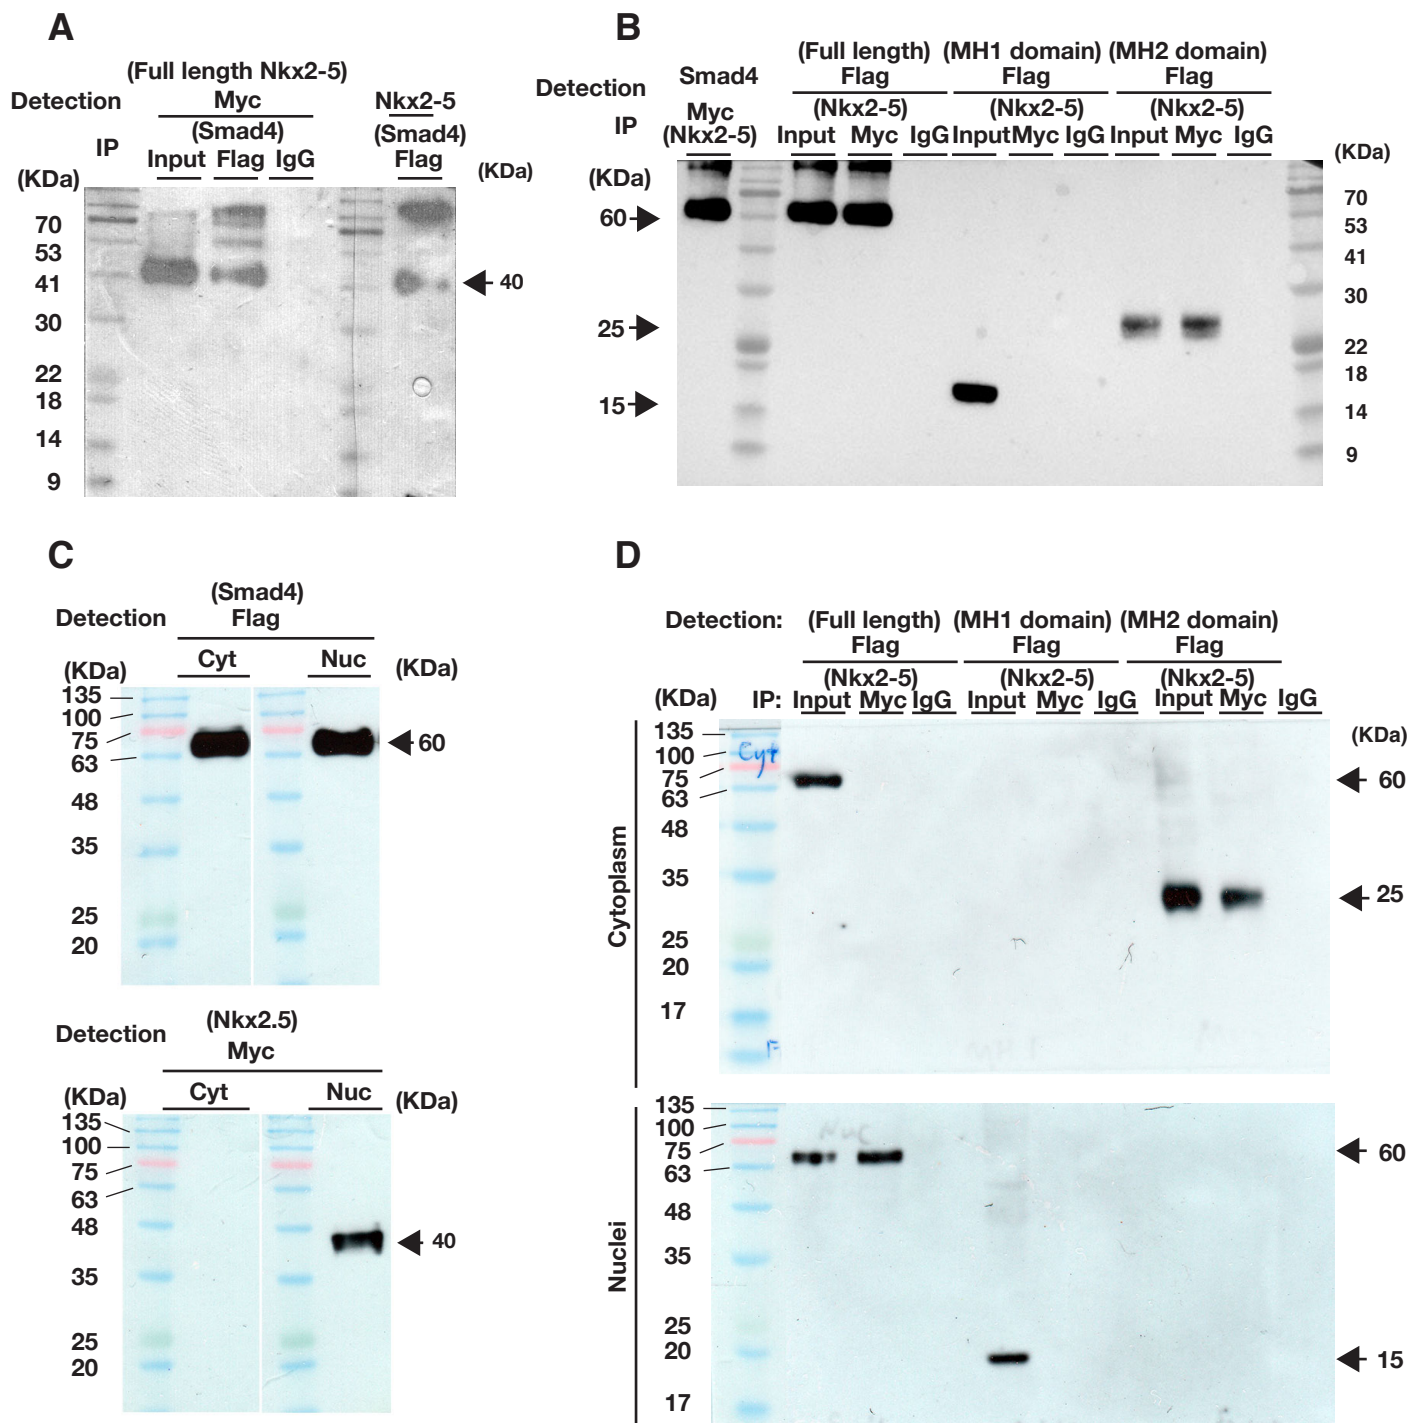 A
(Full length Nkx2-5)
Detection Myc Nkx2-5
IP (Smad4) (Smad4)
Input Flag IgG Flag
(KDa) (KDa)
70
53
41
40
30
22
18
14
9
B
(Full length) (MH1 domain) (MH2 domain)
Smad4 Flag Flag Flag
Detection
Myc (Nkx2-5) (Nkx2-5) (Nkx2-5)
IP (Nkx2-5) Input Myc IgG Input Myc IgG Input Myc IgG
(KDa) (KDa)
60
25
15
70
53
41
30
22
18
14
9
C
(Smad4)
Detection Flag
(KDa) Cyt Nuc (KDa)
135
100
75
63
60
48
35
25
20
(Nkx2.5)
Detection Myc
(KDa) Cyt Nuc (KDa)
135
100
75
63
48
40
35
25
20
D
Detection: (Full length) (MH1 domain) (MH2 domain)
Flag Flag Flag
(Nkx2-5) (Nkx2-5) (Nkx2-5)
(KDa) IP: Input Myc IgG Input Myc IgG Input Myc IgG
Cytoplasm
135
100
75
63
48
35
25
20
17
Cyt
F
MH1
(KDa)
60
25
Nuclei
135
100
75
63
48
35
25
20
17
Nuc
60
15